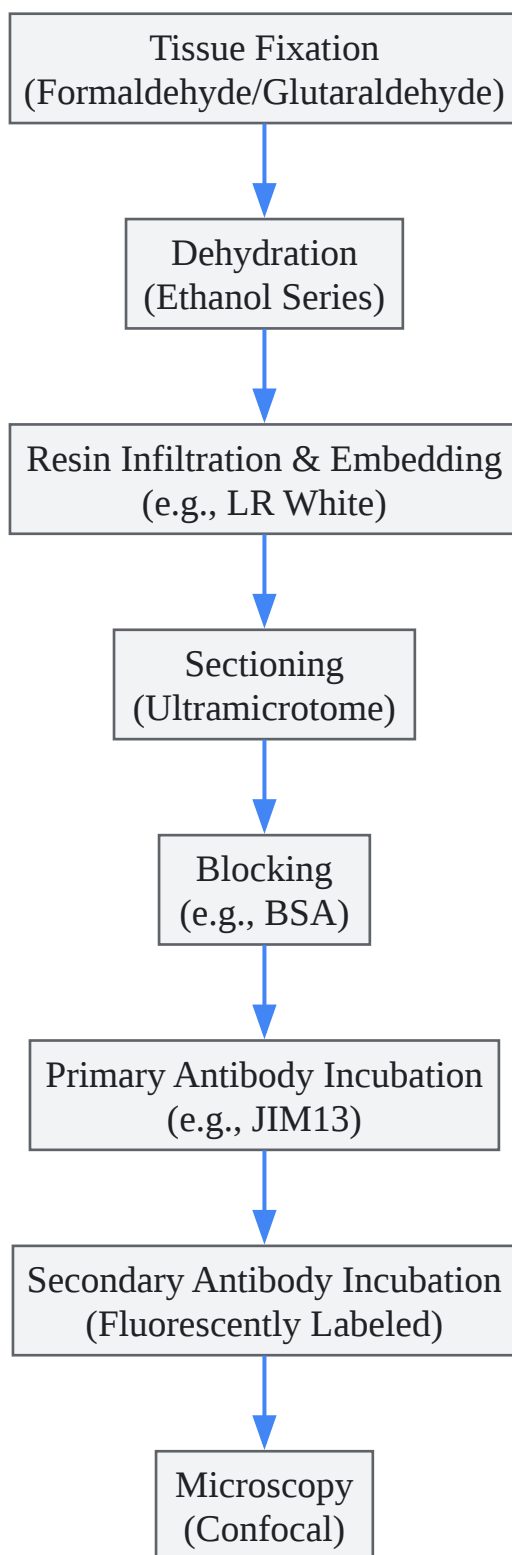 Tissue Fixation
(Formaldehyde/Glutaraldehyde)
Dehydration
(Ethanol Series)
Resin Infiltration & Embedding
(e.g., LR White)
Sectioning
(Ultramicrotome)
Blocking
(e.g., BSA)
Primary Antibody Incubation
(e.g., JIM13)
Secondary Antibody Incubation
(Fluorescently Labeled)
Microscopy
(Confocal)